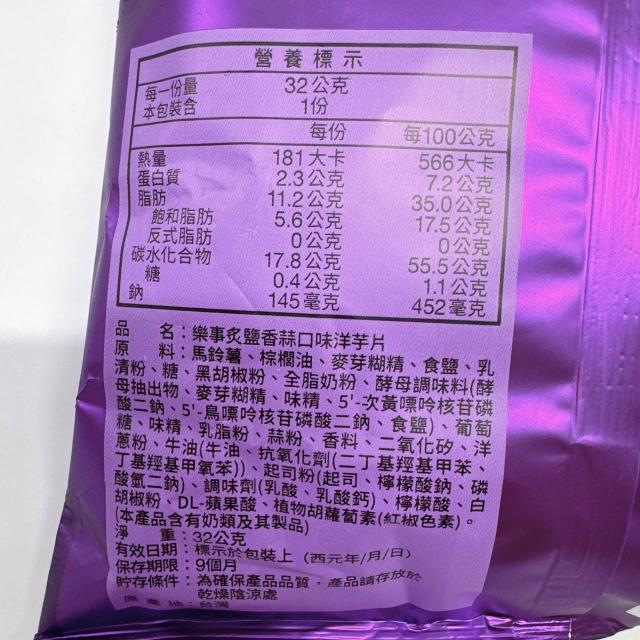 營養標示
每一份量 32公克
本包裝含 1份
每份 每100公克
熱量 181大卡 566大卡
蛋白質 2.3公克 7.2公克
脂肪 11.2公克 35.0公克
飽和脂肪 5.6公克 17.5公克
反式脂肪 0公克 0公克
碳水化合物 17.8公克 55.5公克
糖 0.4公克 1.1公克
鈉 145毫克 452毫克
品 名：樂事炙鹽香蒜口味洋芋片
原 料：馬鈴薯、棕櫚油、麥芽糊精、食鹽、乳
清粉、糖、黑胡椒粉、全脂奶粉、酵母調味料(酵
母抽出物、麥芽糊精、味精、5'-次黃嘌呤核苷磷
酸二鈉、5'-鳥嘌呤核苷磷酸二鈉、食鹽)、葡萄
糖、味精、乳脂粉、蒜粉、香料、二氧化矽、洋
蔥粉、牛油(牛油、抗氧化劑(二丁基羥基甲苯、
丁基羥基甲氧苯))、起司粉(起司、檸檬酸鈉、磷
酸氫二鈉)、調味劑(乳酸、乳酸鈣)、檸檬酸、白
胡椒粉、DL-蘋果酸、植物胡蘿蔔素(紅椒色素)。
(本產品含有奶類及其製品)
淨 重：32公克
有效日期：標示於包裝上（西元年/月/日）
保存期限：9個月
貯存條件：為確保產品品質，產品請存放於
乾燥陰涼處
原產地：台灣